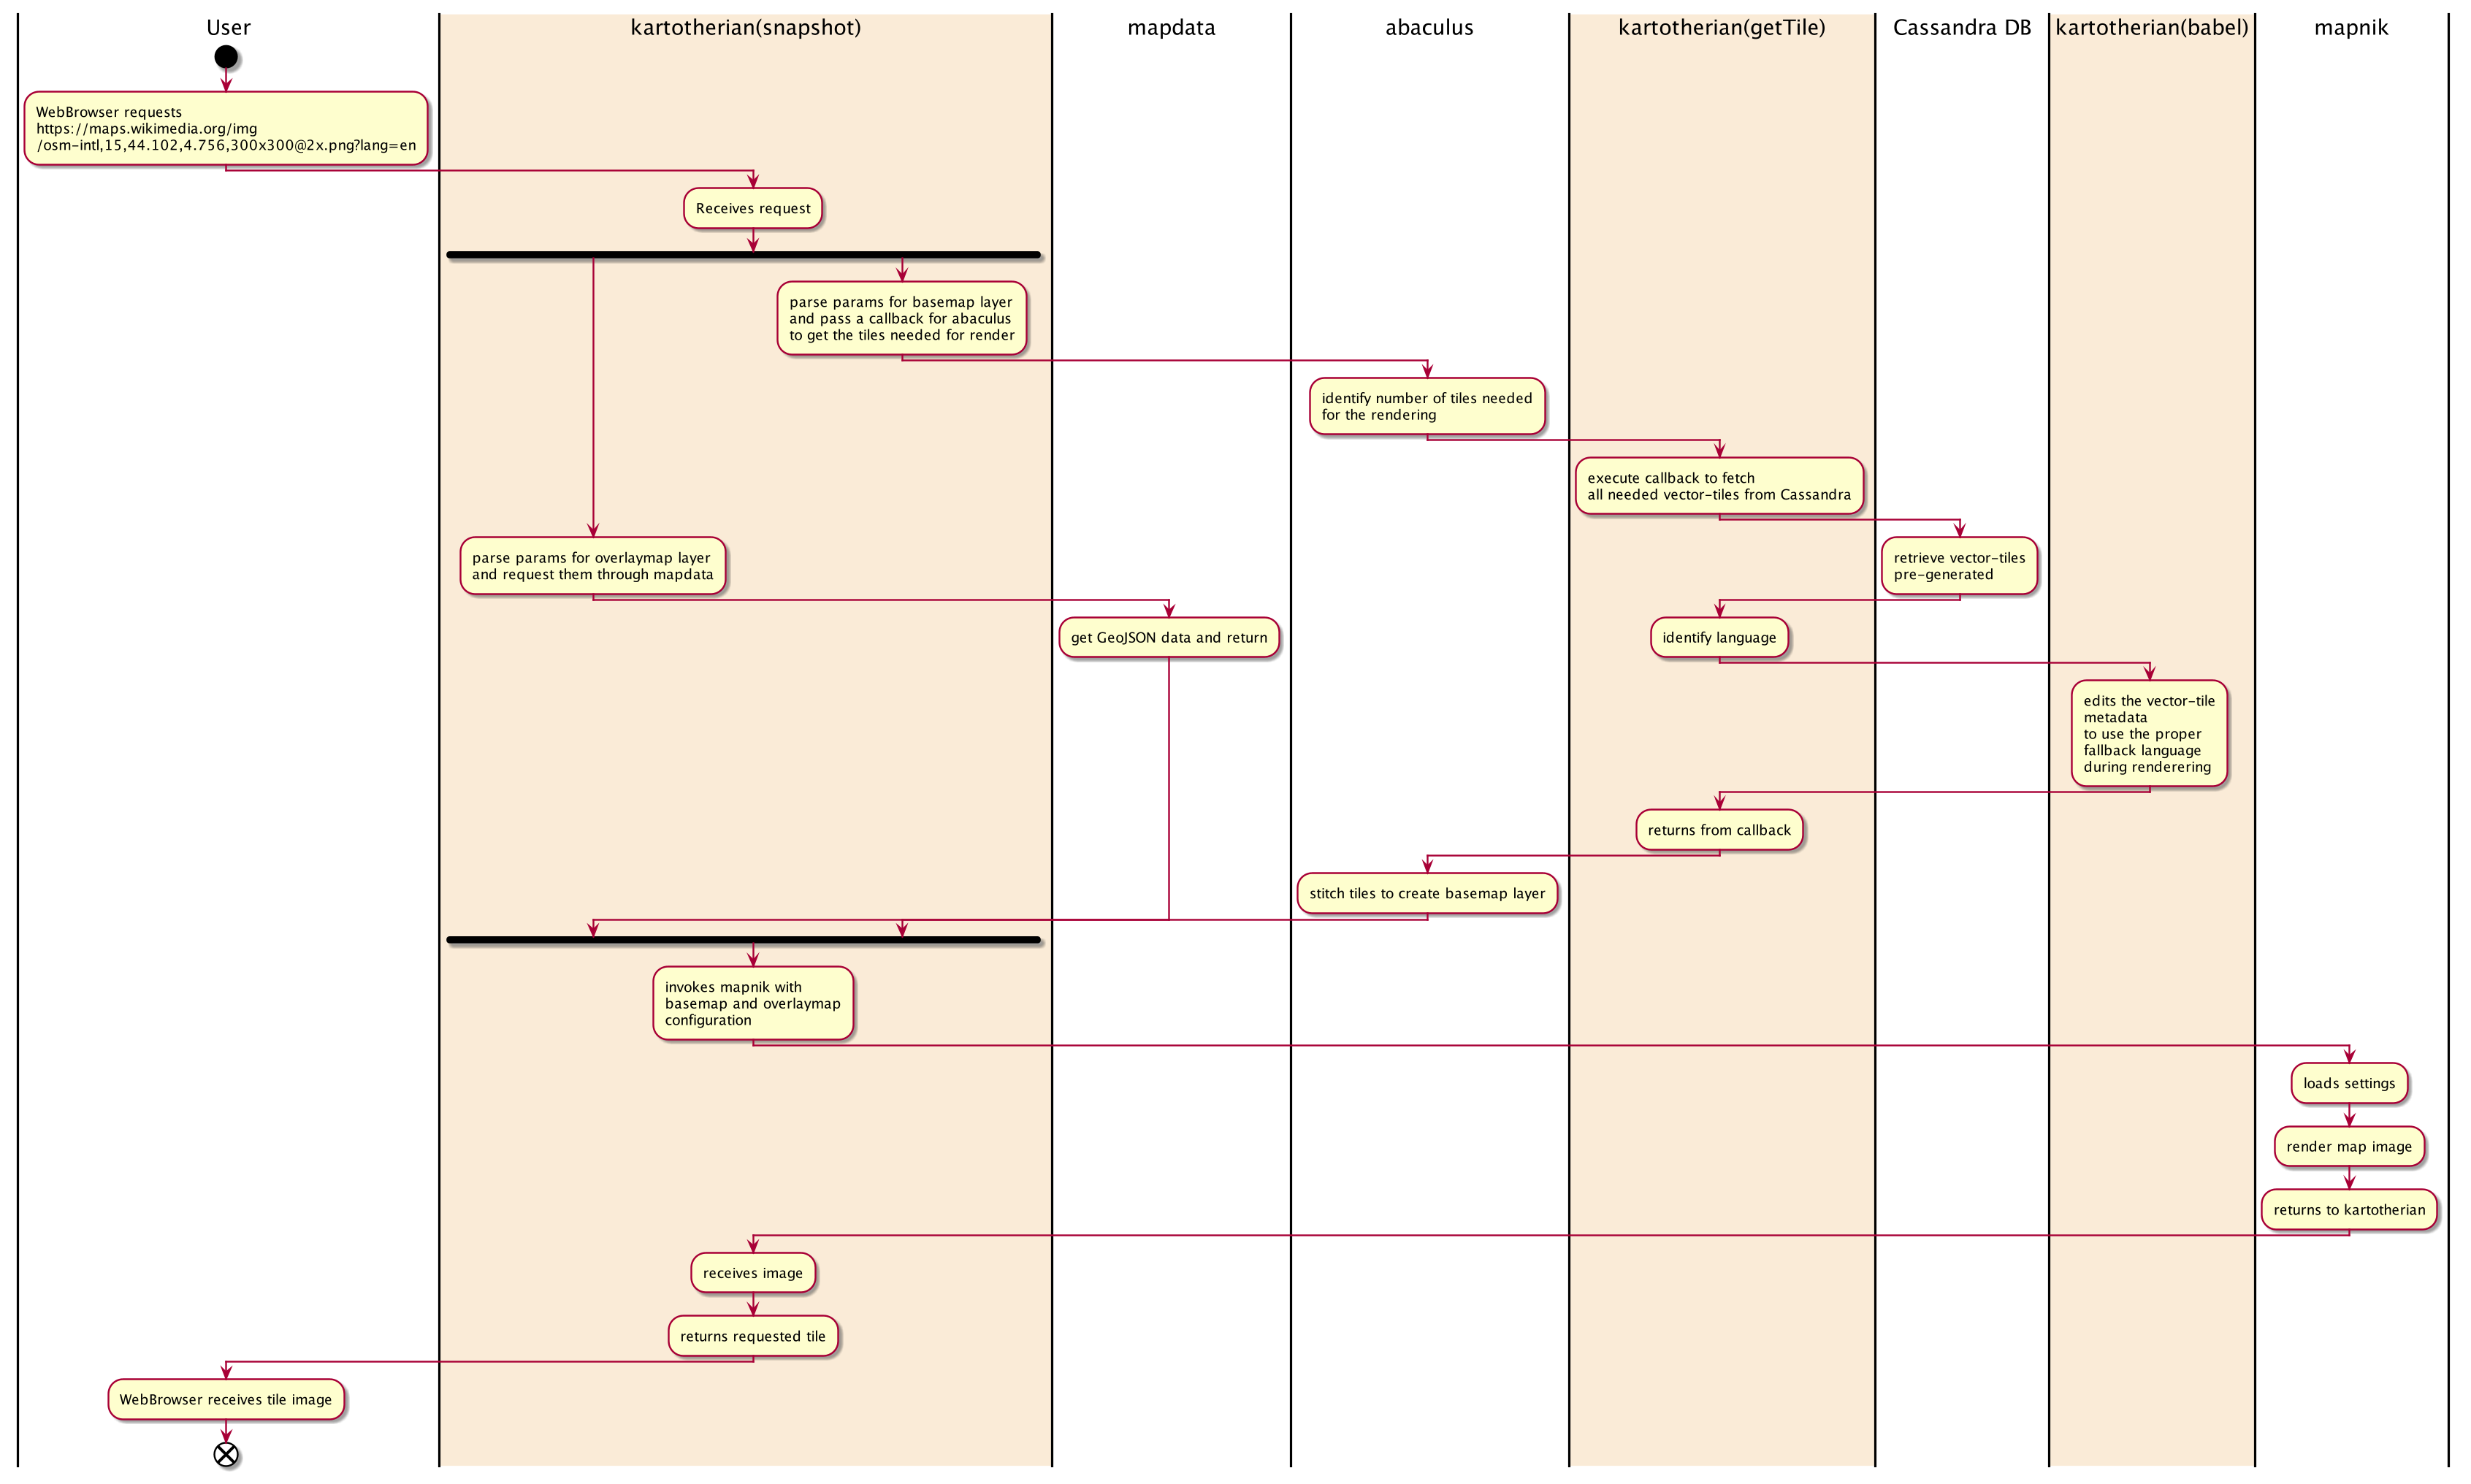 User
kartotherian(snapshot)
mapdata
abaculus
kartotherian(getTile)
Cassandra DB
kartotherian(babel)
mapnik
WebBrowser requests
https://maps.wikimedia.org/img
/osm-intl,15,44.102,4.756,300x300@2x.png?lang=en
Receives request
parse params for basemap layer
and pass a callback for abaculus
to get the tiles needed for render
identify number of tiles needed
for the rendering
execute callback to fetch
all needed vector-tiles from Cassandra
parse params for overlaymap layer
and request them through mapdata
retrieve vector-tiles
pre-generated
get GeoJSON data and return
identify language
edits the vector-tile
metadata
to use the proper
fallback language
during renderering
returns from callback
stitch tiles to create basemap layer
invokes mapnik with
basemap and overlaymap
configuration
loads settings
render map image
returns to kartotherian
receives image
returns requested tile
WebBrowser receives tile image